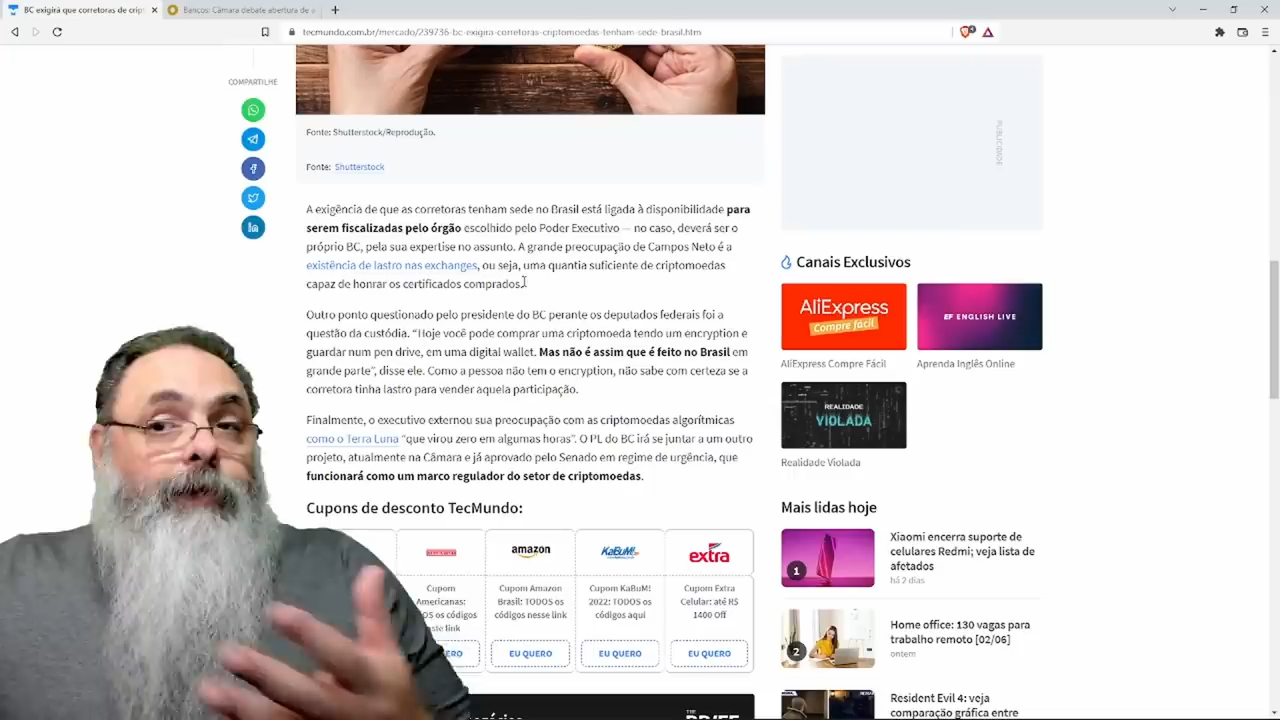 BC exigirá que corretoras de crip
Bancos: Câmara debate abertura de
tecmundo.com.br/mercado/239736-bc-exigira-corretoras-criptomoedas-tenham-sede-brasil.htm
COMPARTILHE
Fonte: Shutterstock/Reprodução.
Fonte: Shutterstock
A exigência de que as corretoras tenham sede no Brasil está ligada à disponibilidade para
serem fiscalizadas pelo órgão escolhido pelo Poder Executivo — no caso, deverá ser o
próprio BC, pela sua expertise no assunto. A grande preocupação de Campos Neto é a
existência de lastro nas exchanges, ou seja, uma quantia suficiente de criptomoedas
capaz de honrar os certificados comprados.
Outro ponto questionado pelo presidente do BC perante os deputados federais foi a
questão da custódia. “Hoje você pode comprar uma criptomoeda tendo um encryption e
guardar num pen drive, em uma digital wallet. Mas não é assim que é feito no Brasil em
grande parte”, disse ele. Como a pessoa não tem o encryption, não sabe com certeza se a
corretora tinha lastro para vender aquela participação.
Finalmente, o executivo externou sua preocupação com as criptomoedas algorítmicas
como o Terra Luna “que virou zero em algumas horas”. O PL do BC irá se juntar a um outro
projeto, atualmente na Câmara e já aprovado pelo Senado em regime de urgência, que
funcionará como um marco regulador do setor de criptomoedas.
Cupons de desconto TecMundo:
amazon
KaBuM!
extra
Cupom
Americanas:
OS os códigos
ste link
Cupom Amazon
Brasil: TODOS os
códigos nesse link
Cupom KaBuM!
2022: TODOS os
códigos aqui
Cupom Extra
Celular: até R$
1400 Off
ERO
EU QUERO
EU QUERO
EU QUERO
THE
PUBLICIDADE
Canais Exclusivos
AliExpress
Compre fácil
EF ENGLISH LIVE
AliExpress Compre Fácil
Aprenda Inglês Online
REALIDADE
VIOLADA
Realidade Violada
Mais lidas hoje
1
Xiaomi encerra suporte de
celulares Redmi; veja lista de
afetados
há 2 dias
2
Home office: 130 vagas para
trabalho remoto [02/06]
ontem
Resident Evil 4: veja
comparação gráfica entre